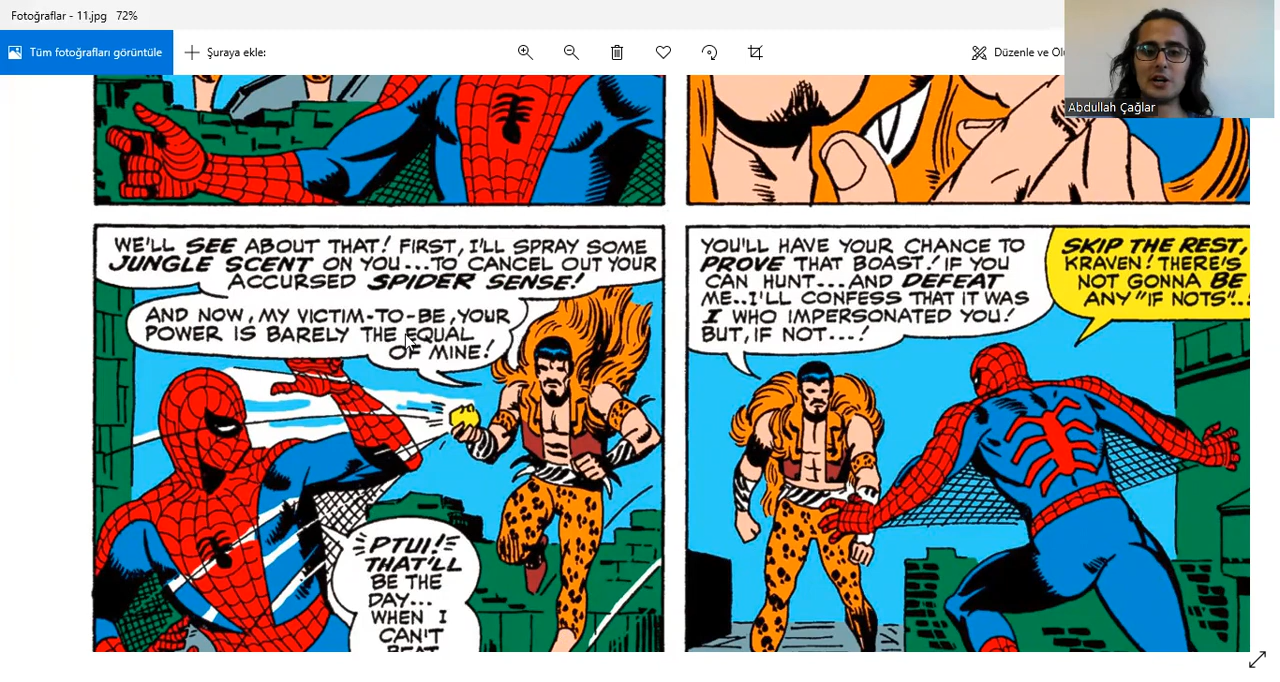 Fotoğraflar - 11.jpg 72%
Tüm fotoğrafları görüntüle
Şuraya ekle:
Düzenle ve Ol
Abdullah Çağlar
WE'LL SEE ABOUT THAT! FIRST, I'LL SPRAY SOME
JUNGLE SCENT ON YOU...TO CANCEL OUT YOUR
ACCURSED SPIDER SENSE!
AND NOW, MY VICTIM-TO-BE, YOUR
POWER IS BARELY THE EQUAL
OF MINE!
PTUI!
THAT'LL
BE THE
DAY...
WHEN I
CAN'T
BEAT
YOU'LL HAVE YOUR CHANCE TO
PROVE THAT BOAST! IF YOU
CAN HUNT...AND DEFEAT
ME..I'LL CONFESS THAT IT WAS
I WHO IMPERSONATED YOU!
BUT, IF NOT...!
SKIP THE REST,
KRAVEN! THERE'S
NOT GONNA BE
ANY "IF NOTS"..